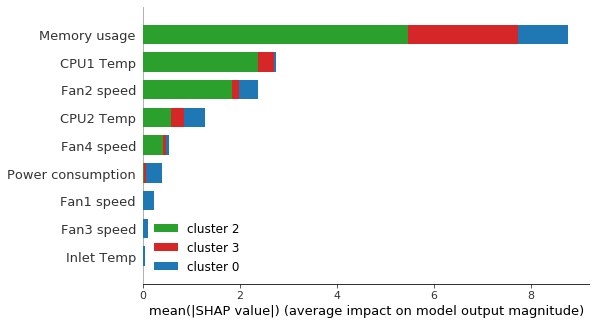 Memory usage
CPU1 Temp
Fan2 speed
CPU2 Temp
Fan4 speed
Power consumption
Fan1 speed
Fan3 speed
Inlet Temp
cluster 2
cluster 3
cluster 0
0 2 4 6 8
mean(|SHAP value|) (average impact on model output magnitude)